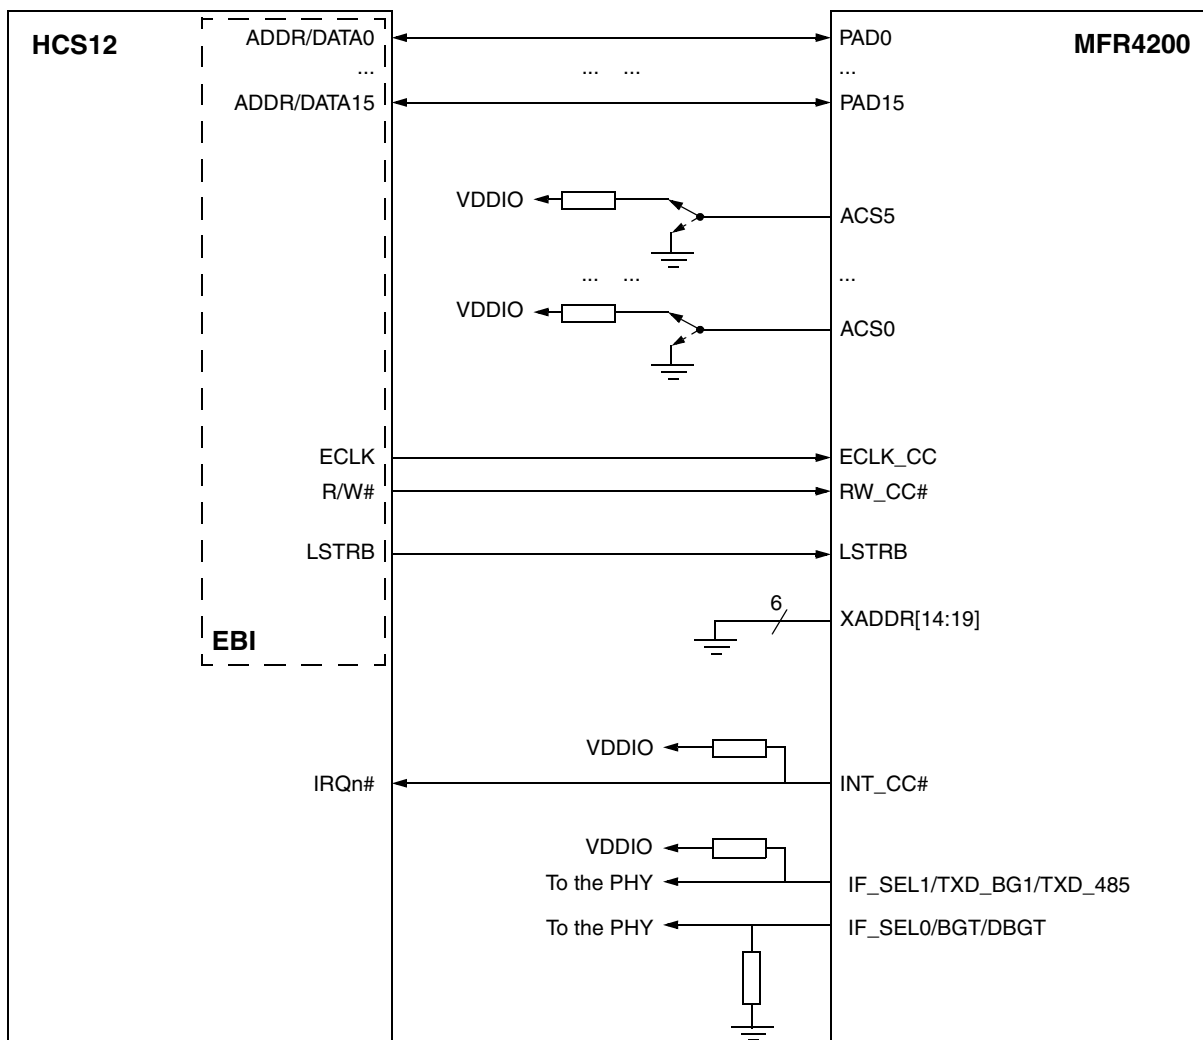 HCS12
MFR4200
ADDR/DATA0
PAD0
...
... ...
...
ADDR/DATA15
PAD15
VDDIO
ACS5
... ...
...
VDDIO
ACS0
ECLK
ECLK_CC
R/W#
RW_CC#
LSTRB
LSTRB
6
XADDR[14:19]
EBI
VDDIO
IRQn#
INT_CC#
VDDIO
To the PHY
IF_SEL1/TXD_BG1/TXD_485
To the PHY
IF_SEL0/BGT/DBGT